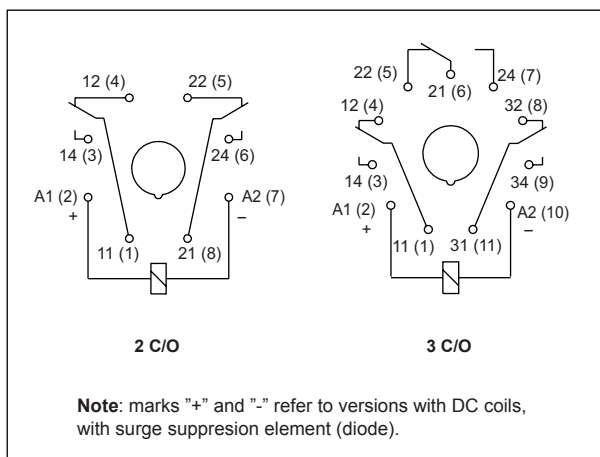 12 (4)
22 (5)
14 (3)
24 (6)
A1 (2)
A2 (7)
+
–
11 (1)
21 (8)
2 C/O
22 (5)
21 (6)
24 (7)
12 (4)
32 (8)
14 (3)
34 (9)
A1 (2)
A2 (10)
+
–
11 (1)
31 (11)
3 C/O
Note: marks "+" and "-" refer to versions with DC coils,
with surge suppresion element (diode).